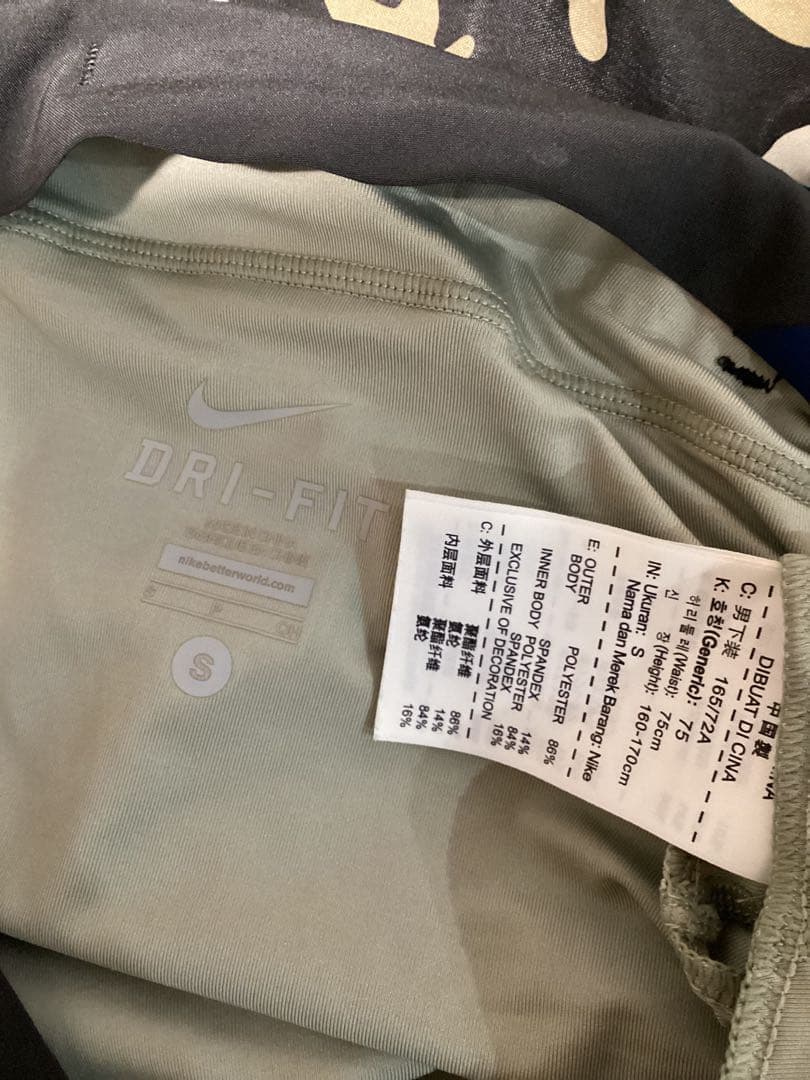 DRI-FIT
nikebetterworld.com
S
中国製
DIBUAT DI CINA
C: 男下装 165/72A
K: 호칭(Generic): 75
허리둘레(Waist): 76cm
신 장(Height): 160-170cm
IN: Ukuran: S
Nama dan Merek Barang: Nike
E: OUTER POLYESTER 86%
BODY SPANDEX 14%
INNER BODY POLYESTER 84%
SPANDEX 16%
EXCLUSIVE OF DECORATION
C: 外层面料 聚酯纤维 86%
氨纶 14%
内层面料 聚酯纤维 84%
氨纶 16%